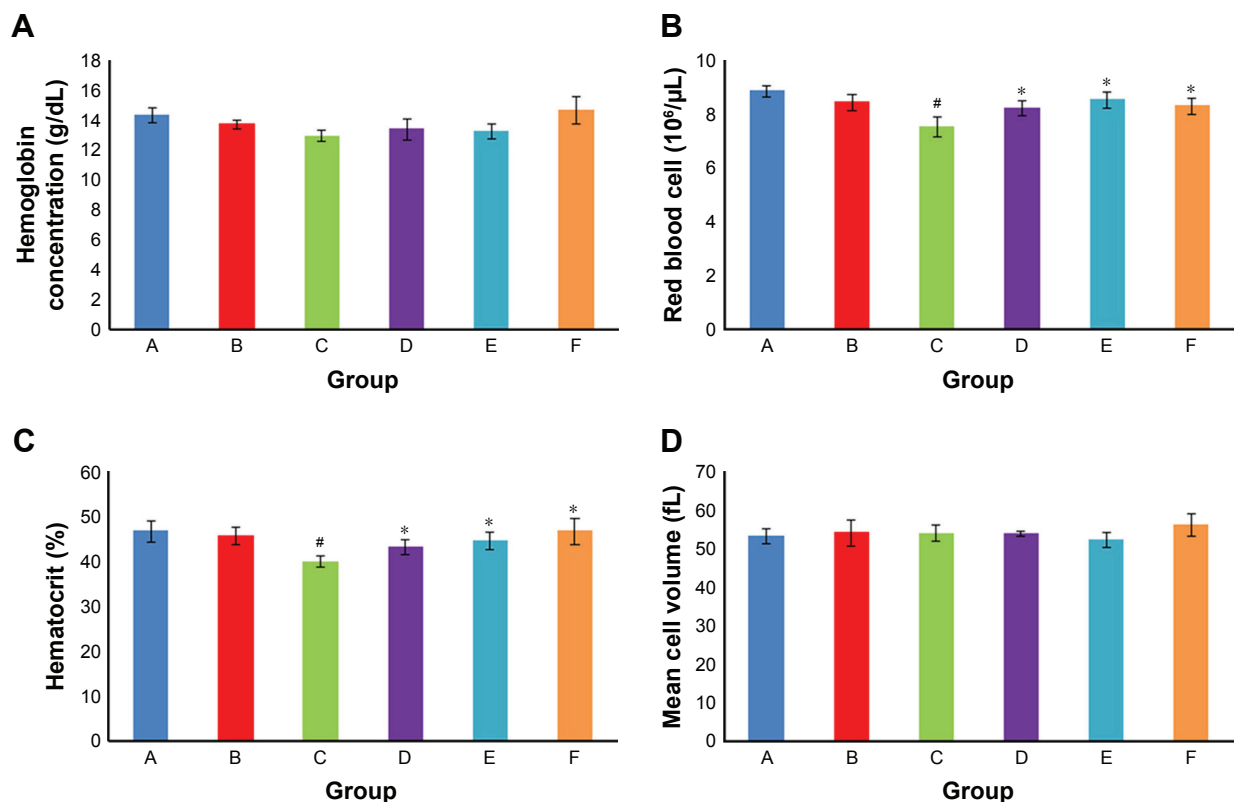 A
Hemoglobin
concentration (g/dL)
18
16
14
12
10
8
6
4
2
0
A B C D E F
Group
B
Red blood cell (10⁶/µL)
10
8
6
4
2
0
# * * *
A B C D E F
Group
C
Hematocrit (%)
60
50
40
30
20
10
0
# * * *
A B C D E F
Group
D
Mean cell volume (fL)
70
60
50
40
30
20
10
0
A B C D E F
Group